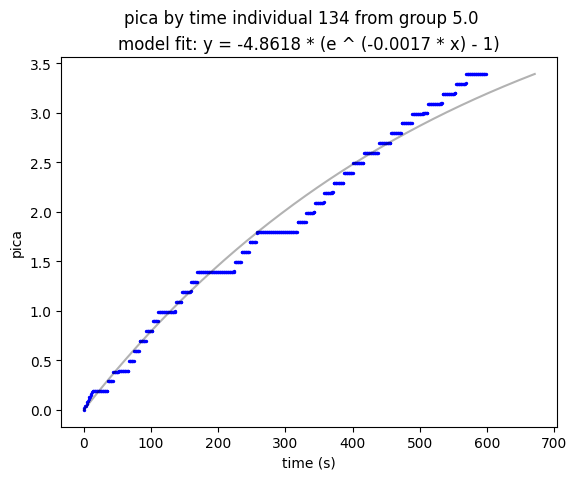 pica by time individual 134 from group 5.0
model fit: y = -4.8618 * (e ^ (-0.0017 * x) - 1)
3.5
3.0
2.5
2.0
1.5
1.0
0.5
0.0
pica
0 100 200 300 400 500 600 700
time (s)